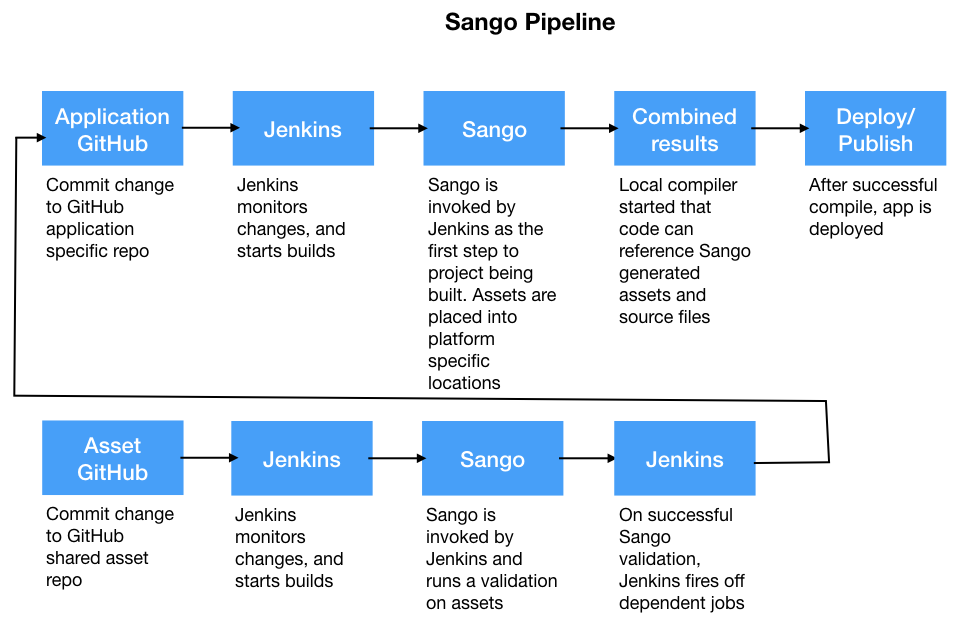 Sango Pipeline
Application
GitHub
Commit change
to GitHub
application
specific repo
Jenkins
Jenkins
monitors
changes, and
starts builds
Sango
Sango is
invoked by
Jenkins as the
first step to
project being
built. Assets are
placed into
platform
specific
locations
Combined
results
Local compiler
started that
code can
reference Sango
generated
assets and
source files
Deploy/
Publish
After successful
compile, app is
deployed
Asset
GitHub
Commit change
to GitHub
shared asset
repo
Jenkins
Jenkins
monitors
changes, and
starts builds
Sango
Sango is
invoked by
Jenkins and
runs a validation
on assets
Jenkins
On successful
Sango
validation,
Jenkins fires off
dependent jobs